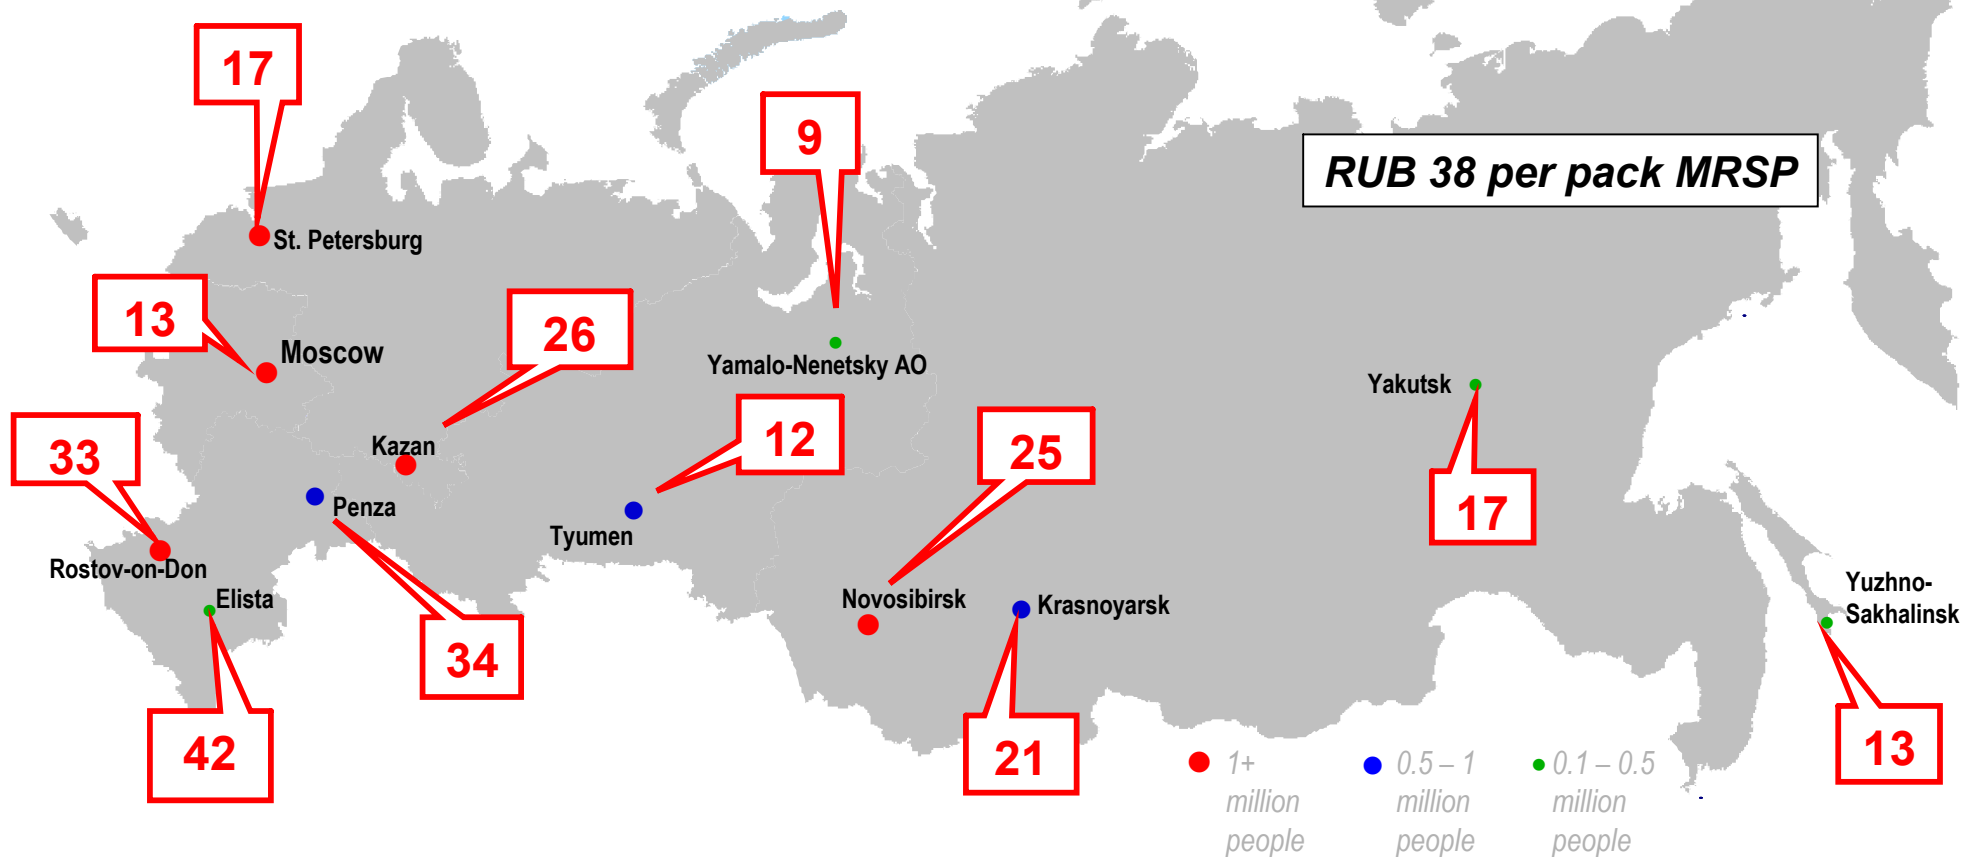 17
9
RUB 38 per pack MRSP
St. Petersburg
13
26
Moscow
Yamalo-Nenetsky AO
Yakutsk
33
Kazan
12
25
17
Penza
Tyumen
Rostov-on-Don
Elista
Novosibirsk
Krasnoyarsk
Yuzhno-
Sakhalinsk
34
42
21
13
1+
million
people
0.5 – 1
million
people
0.1 – 0.5
million
people